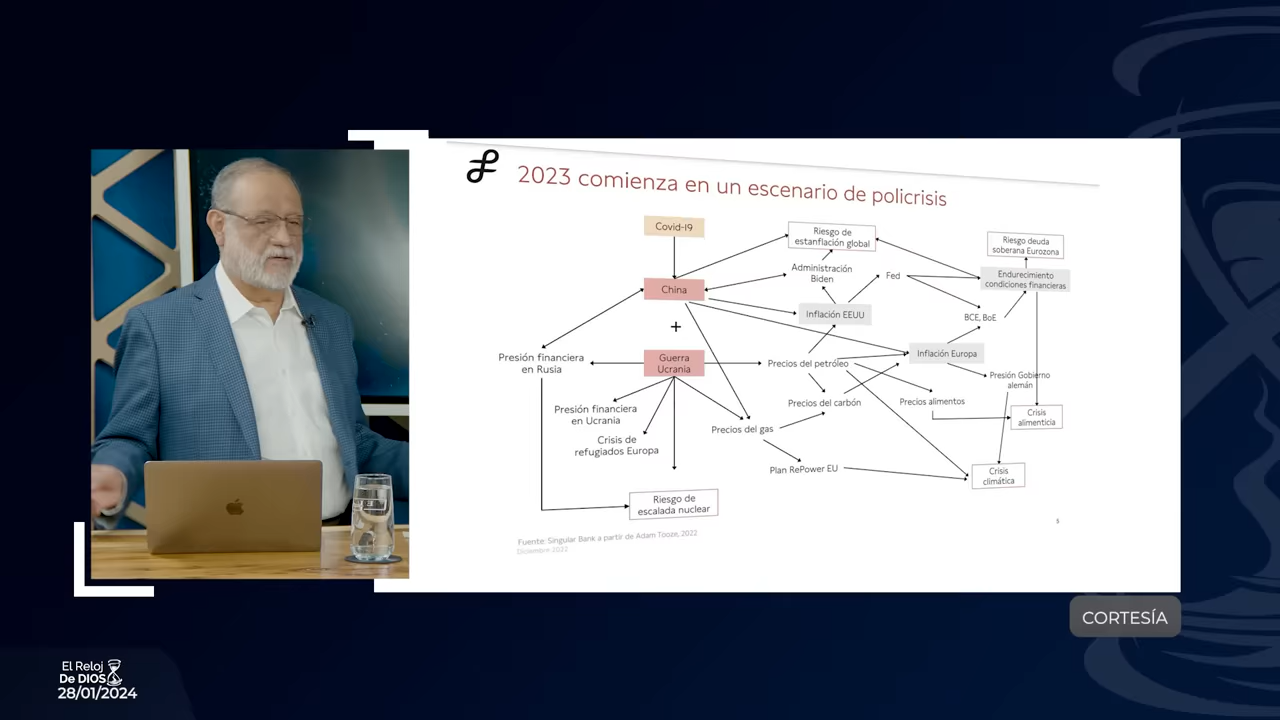 2023 comienza en un escenario de policrisis
Covid-19
Riesgo de
estanflación global
Riesgo deuda
soberana Eurozona
Administración
Biden
Fed
Endurecimiento
condiciones financieras
China
Inflación EEUU
BCE, BoE
+
Presión financiera
en Rusia
Guerra
Ucrania
Precios del petróleo
Inflación Europa
Presión Gobierno
alemán
Precios del carbón
Precios alimentos
Presión financiera
en Ucrania
Crisis
alimenticia
Crisis de
refugiados Europa
Precios del gas
Plan RePower EU
Crisis
climática
Riesgo de
escalada nuclear
5
Fuente: Singular Bank a partir de Adam Tooze, 2022
Diciembre 2022
CORTESÍA
El Reloj
De DIOS
28/01/2024